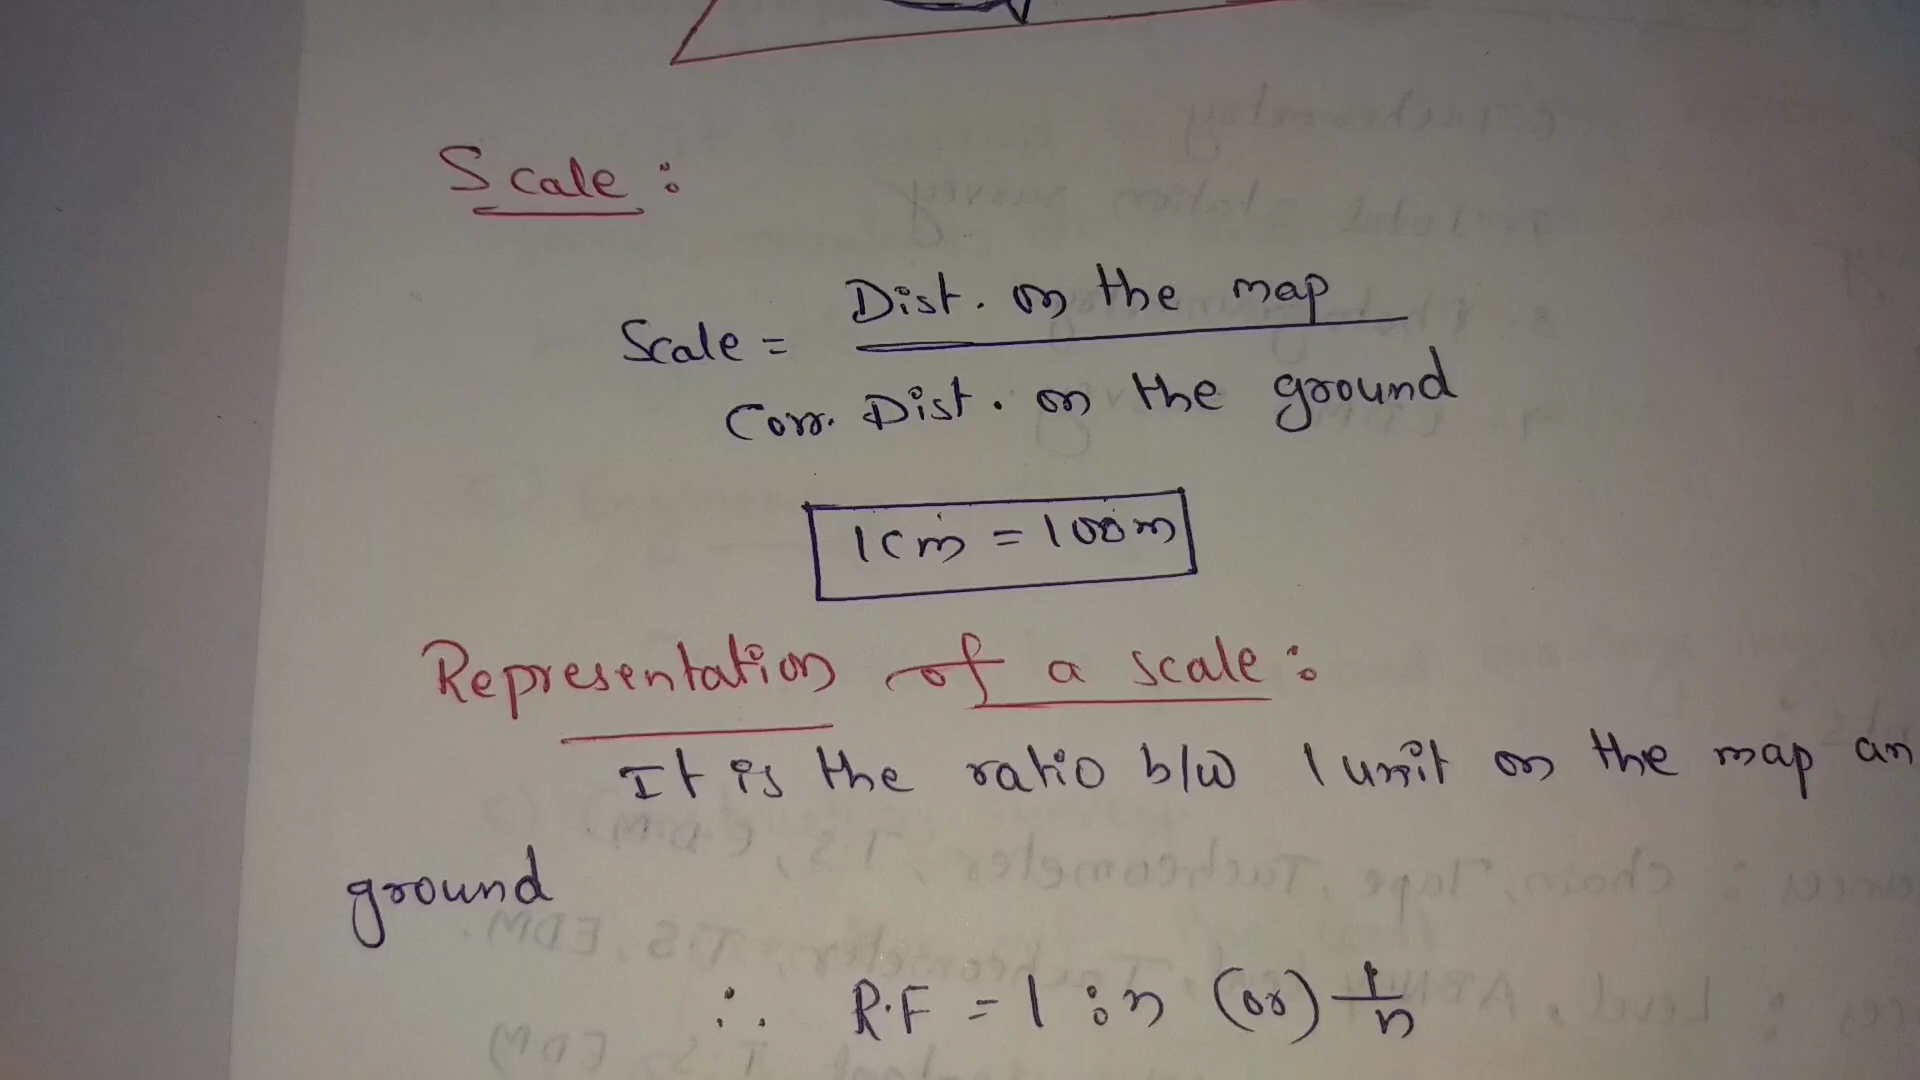 Scale :
Scale = Dist. on the map
Corr. Dist. on the ground
1cm = 100m
Representation of a scale :
It is the ratio b/w 1 unit on the map an
ground
∴ R.F = 1 : n (or) 1/n